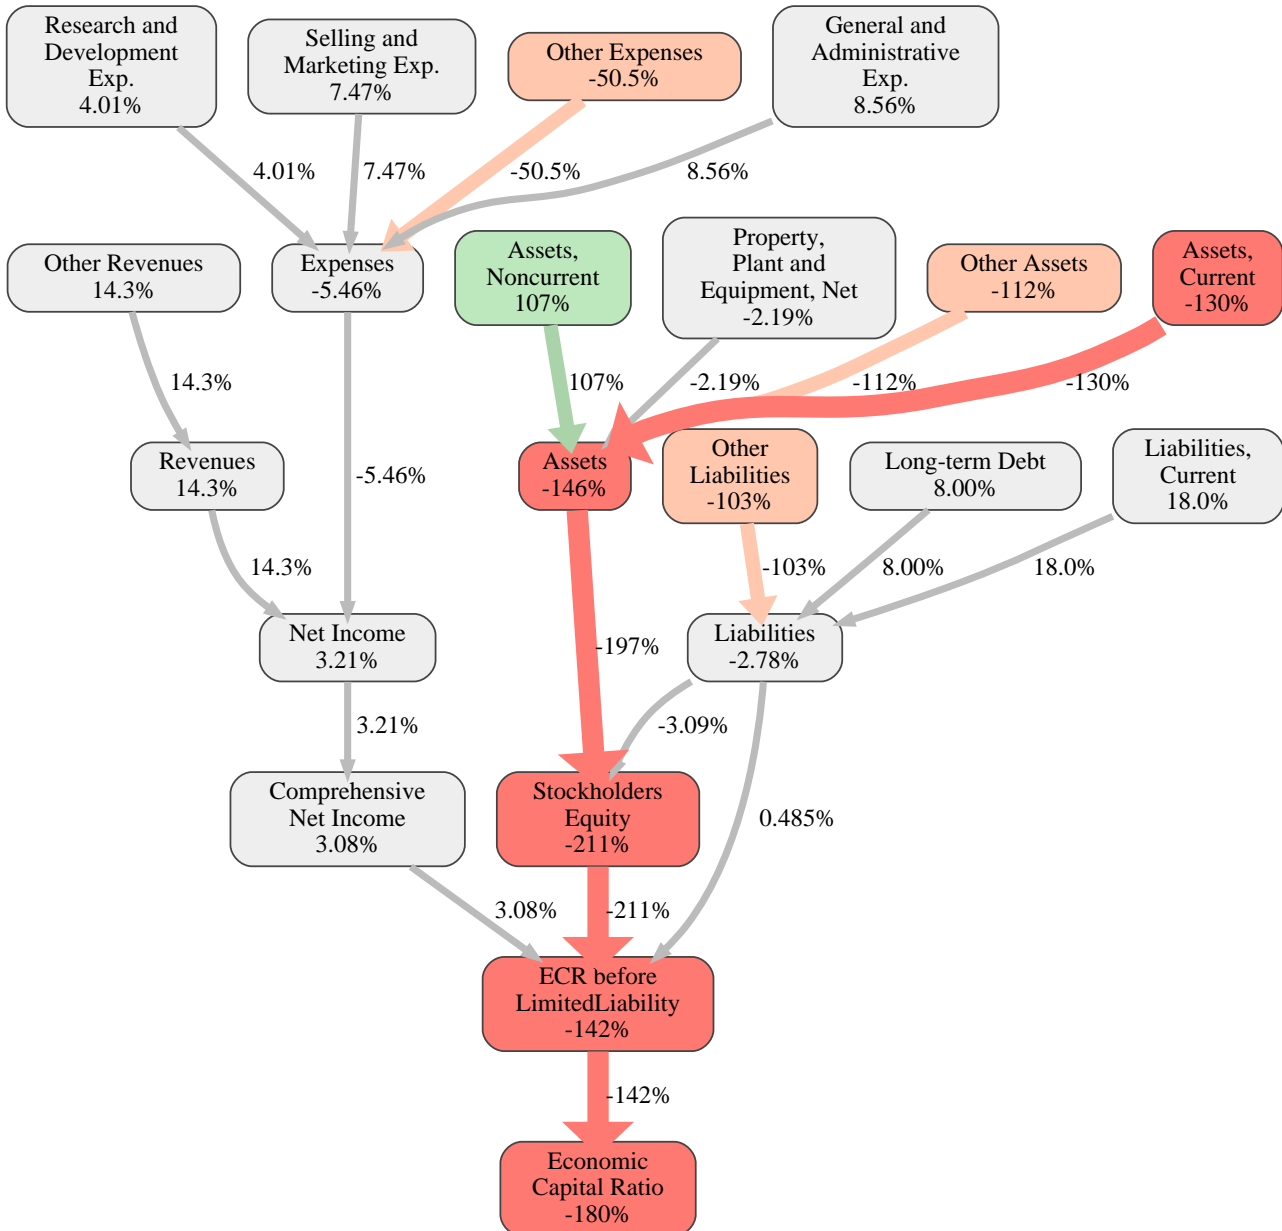 Research and
Development
Exp.
4.01%
Selling and
Marketing Exp.
7.47%
Other Expenses
-50.5%
General and
Administrative
Exp.
8.56%
4.01%
7.47%
-50.5%
8.56%
Other Revenues
14.3%
Expenses
-5.46%
Assets,
Noncurrent
107%
Property,
Plant and
Equipment, Net
-2.19%
Other Assets
-112%
Assets,
Current
-130%
14.3%
107%
-2.19%
-112%
-130%
Revenues
14.3%
-5.46%
Assets
-146%
Other
Liabilities
-103%
Long-term Debt
8.00%
Liabilities,
Current
18.0%
14.3%
-103%
8.00%
18.0%
Net Income
3.21%
-197%
Liabilities
-2.78%
3.21%
-3.09%
Comprehensive
Net Income
3.08%
Stockholders
Equity
-211%
0.485%
3.08%
-211%
ECR before
LimitedLiability
-142%
-142%
Economic
Capital Ratio
-180%